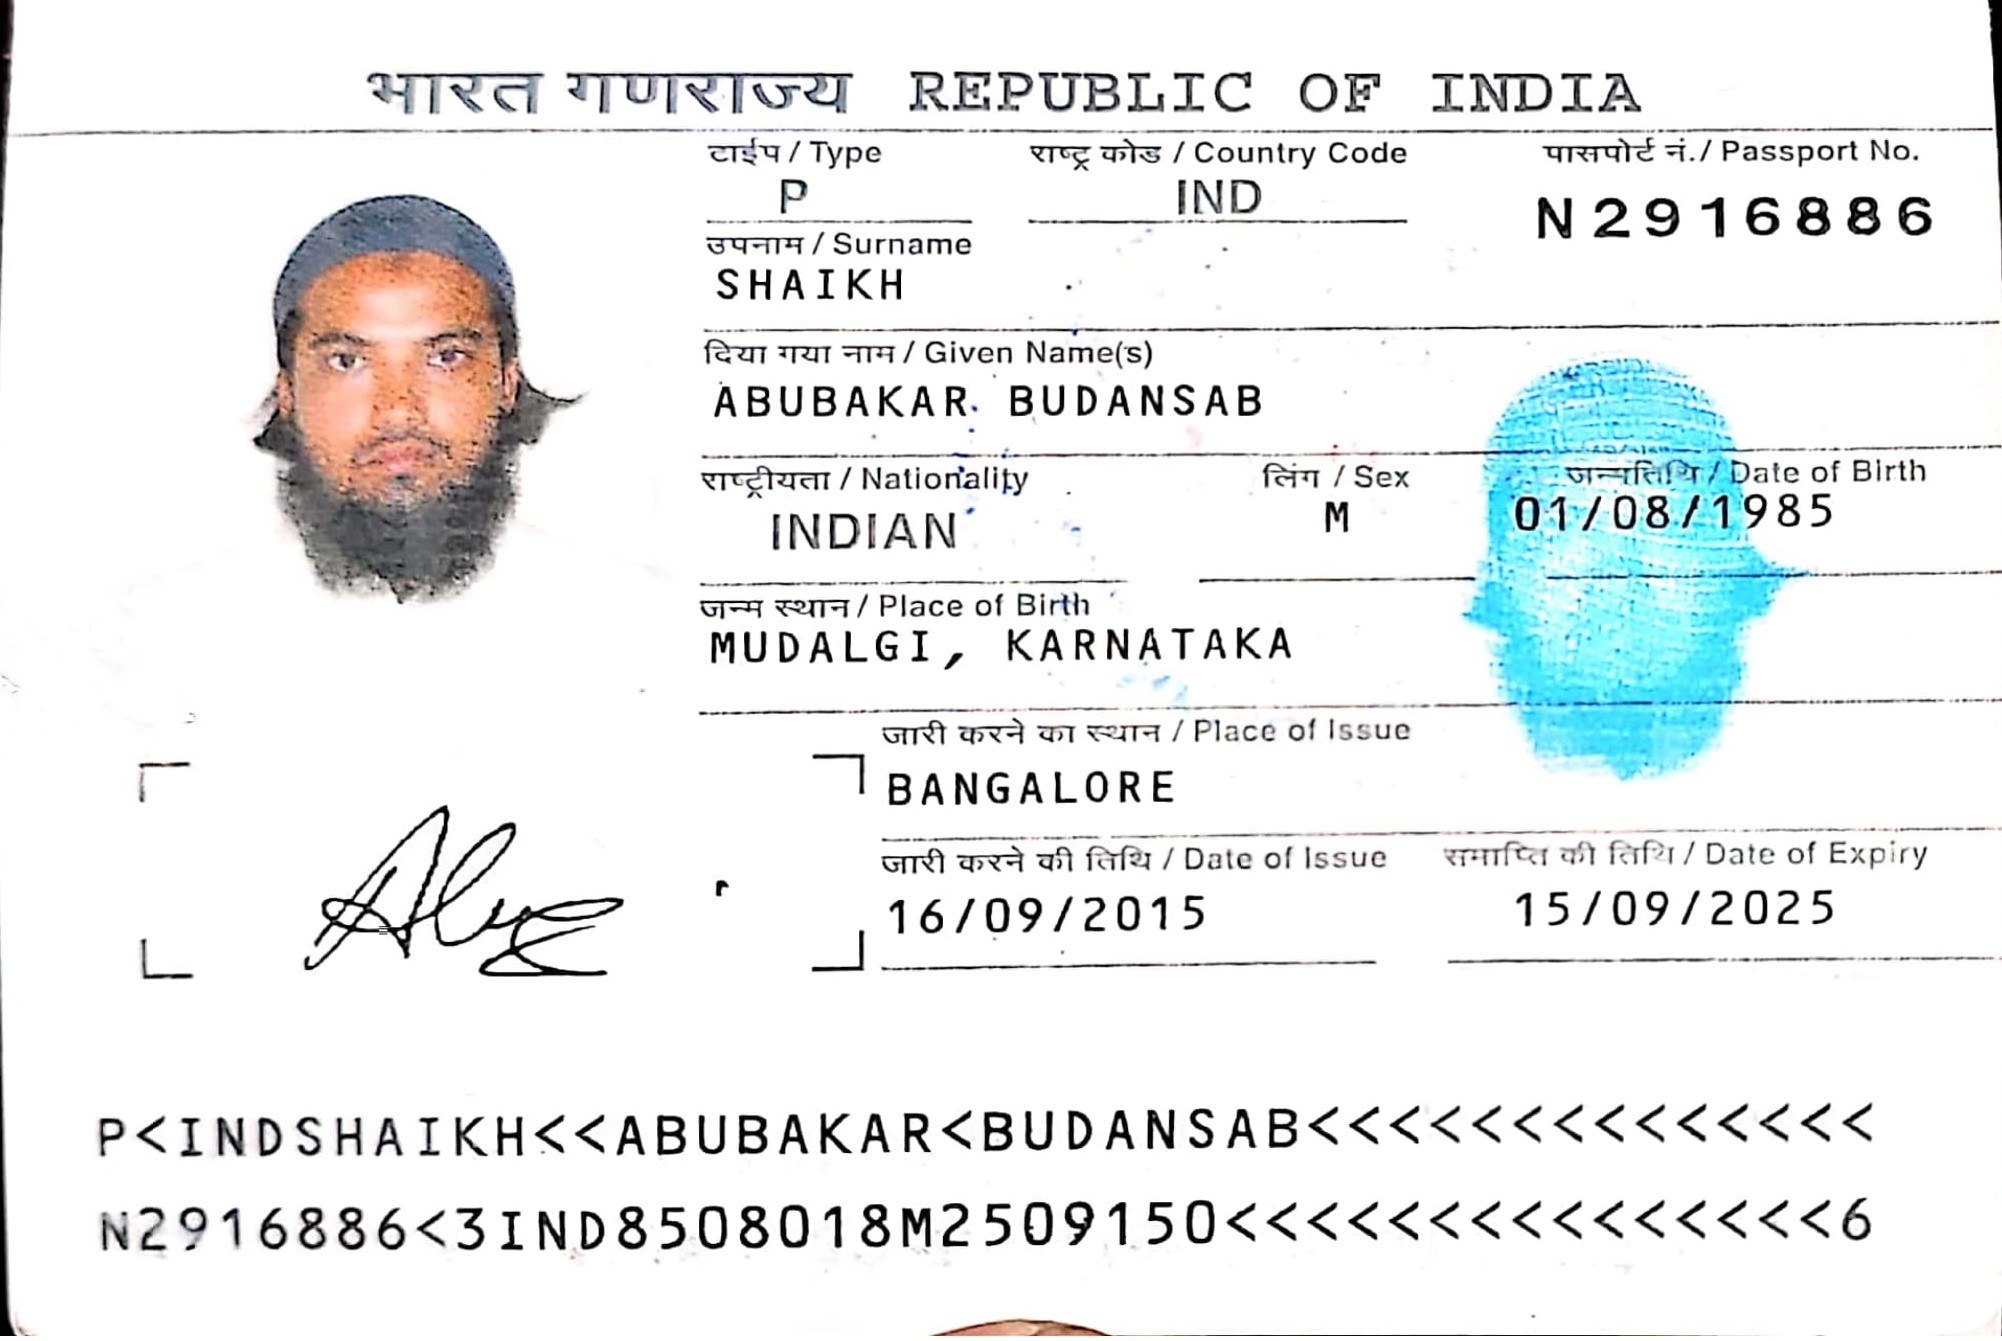 भारत गणराज्य REPUBLIC OF INDIA
टाईप / Type राष्ट्र कोड / Country Code पासपोर्ट नं./ Passport No.
P IND N2916886
उपनाम / Surname
SHAIKH
दिया गया नाम / Given Name(s)
ABUBAKAR BUDANSAB
राष्ट्रीयता / Nationality लिंग / Sex जन्मतिथि / Date of Birth
INDIAN M 01/08/1985
जन्म स्थान / Place of Birth
MUDALGI, KARNATAKA
जारी करने का स्थान / Place of Issue
BANGALORE
जारी करने की तिथि / Date of Issue समाप्ति की तिथि / Date of Expiry
16/09/2015 15/09/2025
P<INDSHAIKH<<ABUBAKAR<BUDANSAB<<<<<<<<<<<<<<
N2916886<3IND8508018M2509150<<<<<<<<<<<<<<<6